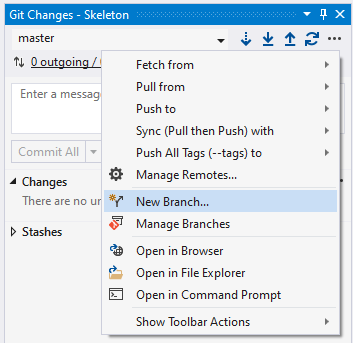 Git Changes - Skeleton
master
0 outgoing /
Fetch from
Pull from
Push to
Sync (Pull then Push) with
Push All Tags (--tags) to
Manage Remotes...
New Branch...
Manage Branches
Open in Browser
Open in File Explorer
Open in Command Prompt
Show Toolbar Actions
Enter a message
Commit All
Changes
There are no un
Stashes